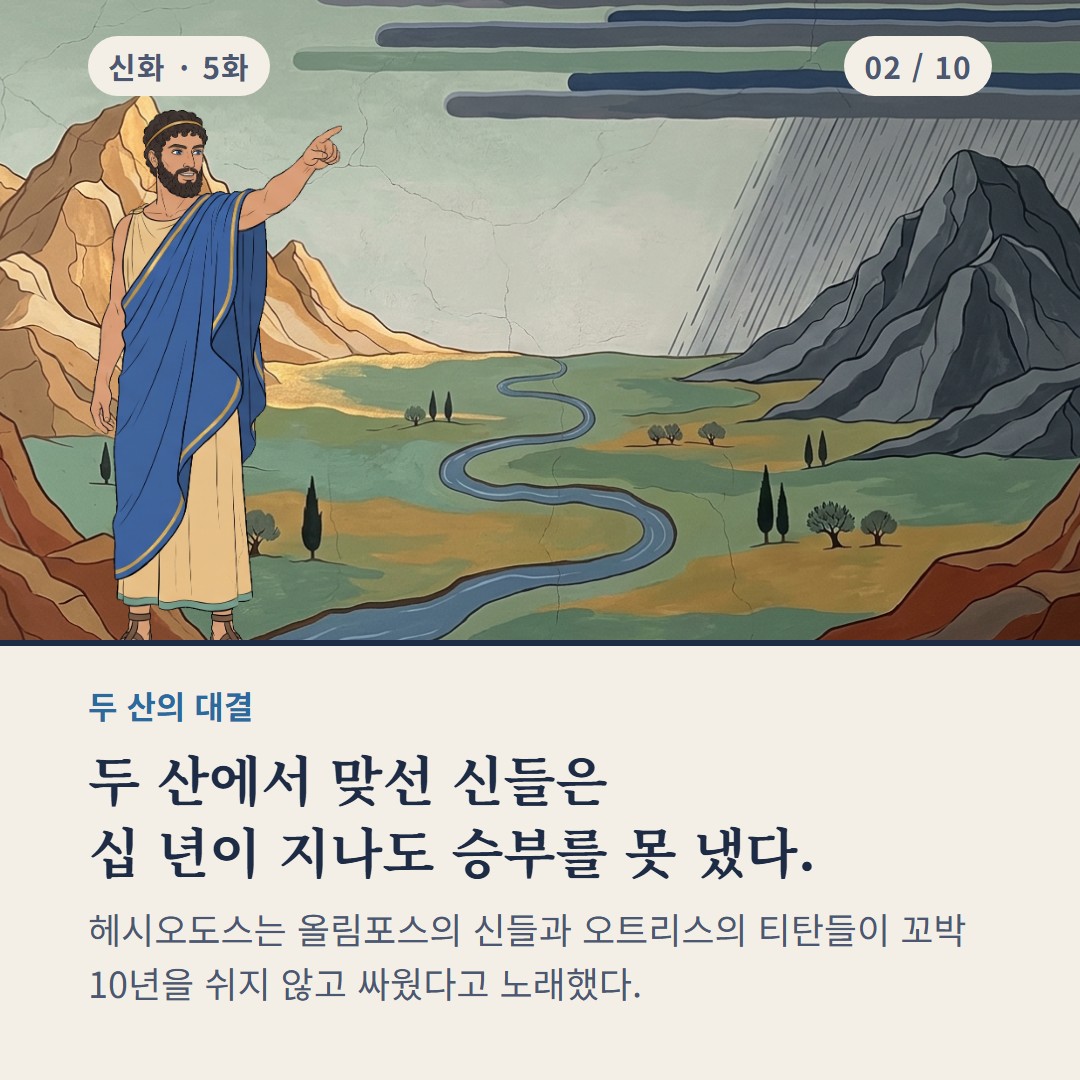 신화 · 5화
02 / 10
두 산의 대결
두 산에서 맞선 신들은
십 년이 지나도 승부를 못 냈다.
헤시오도스는 올림포스의 신들과 오트리스의 티탄들이 꼬박
10년을 쉬지 않고 싸웠다고 노래했다.